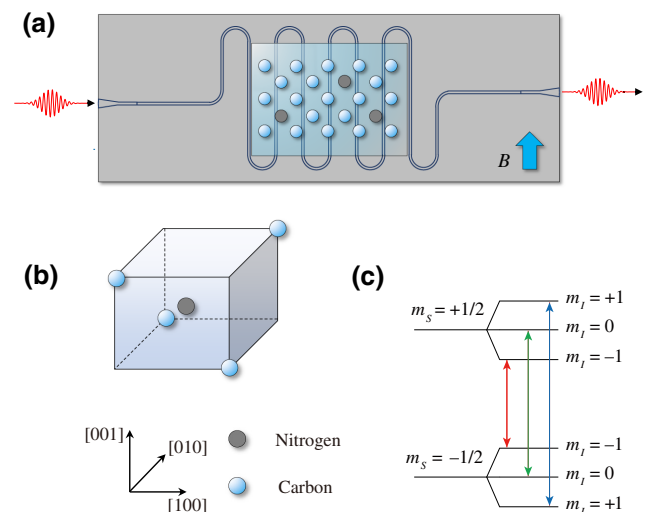 (a)
B
(b)
[001]
[010]
[100]
Nitrogen
Carbon
(c)
m_S = +1/2
m_I = +1
m_I = 0
m_I = −1
m_S = −1/2
m_I = −1
m_I = 0
m_I = +1